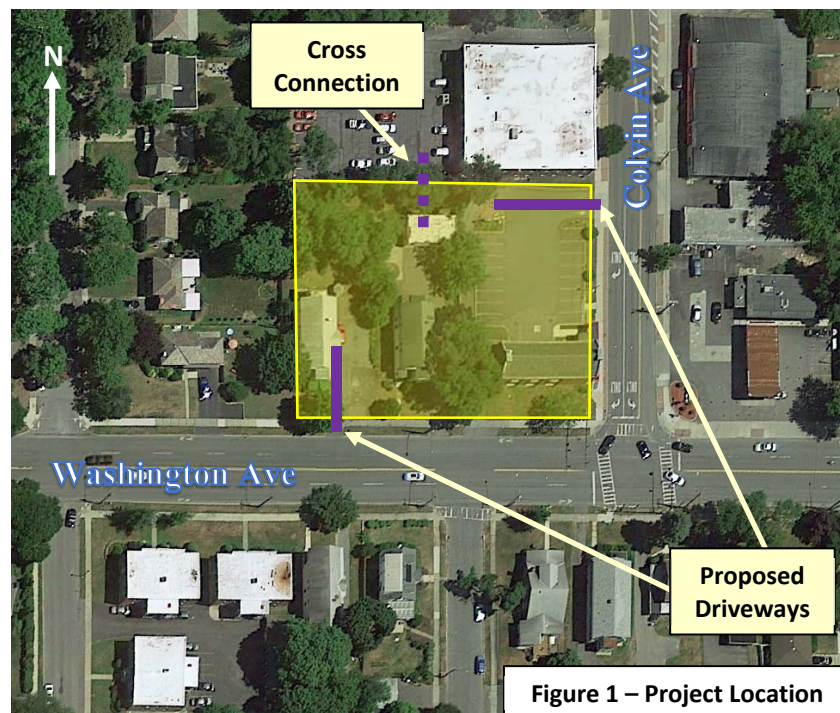 Cross
Connection
N
Colvin Ave
Washington Ave
Proposed
Driveways
Figure 1 – Project Location